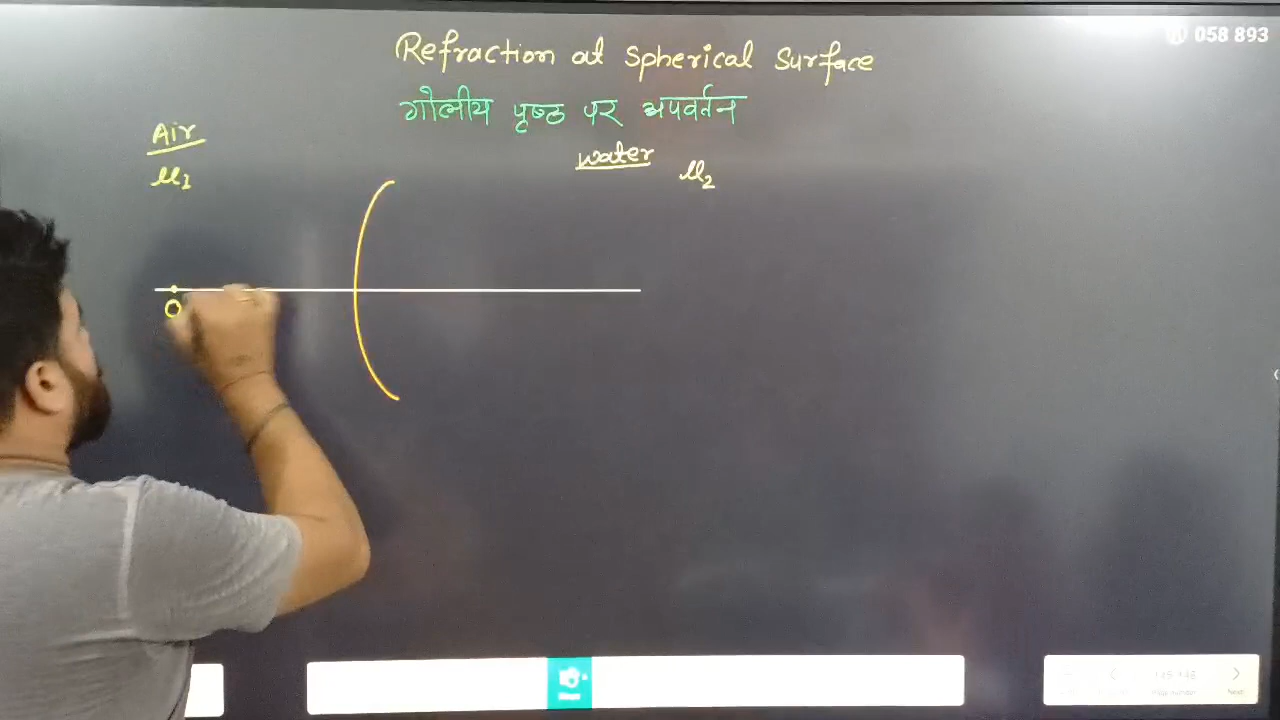 058 893
Refraction at Spherical Surface
गोलीय पृष्ठ पर अपवर्तन
Air
Water
μ1
μ2
O